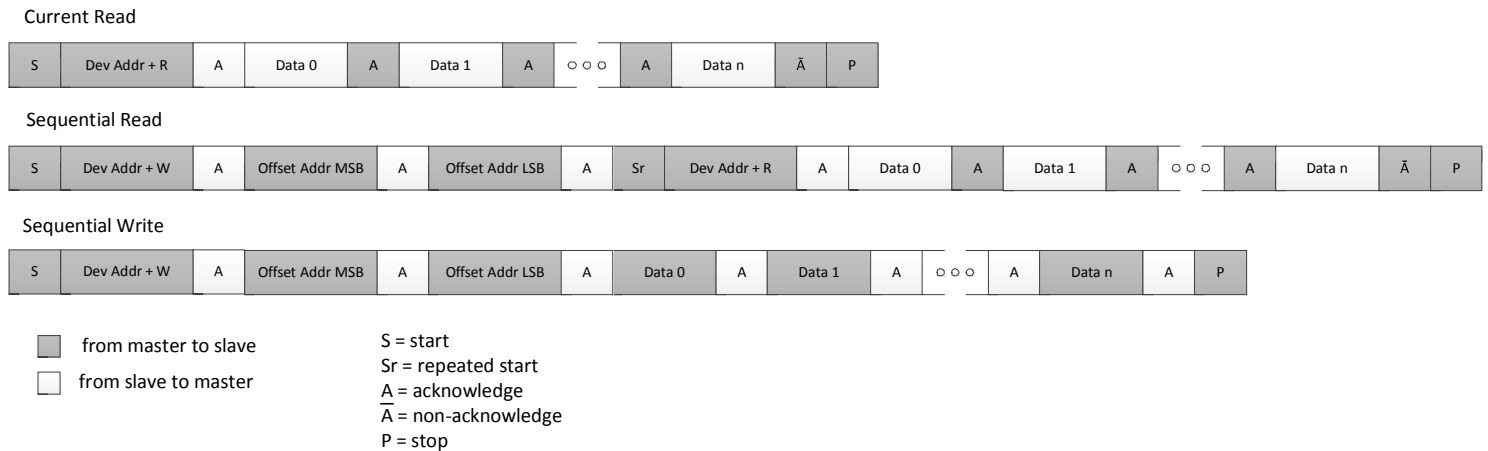 Current Read
S Dev Addr + R A Data 0 A Data 1 A A Data n Ā P
Sequential Read
S Dev Addr + W A Offset Addr MSB A Offset Addr LSB A Sr Dev Addr + R A Data 0 A Data 1 A A Data n Ā P
Sequential Write
S Dev Addr + W A Offset Addr MSB A Offset Addr LSB A Data 0 A Data 1 A A Data n A P
from master to slave
from slave to master
S = start
Sr = repeated start
A = acknowledge
Ā = non-acknowledge
P = stop